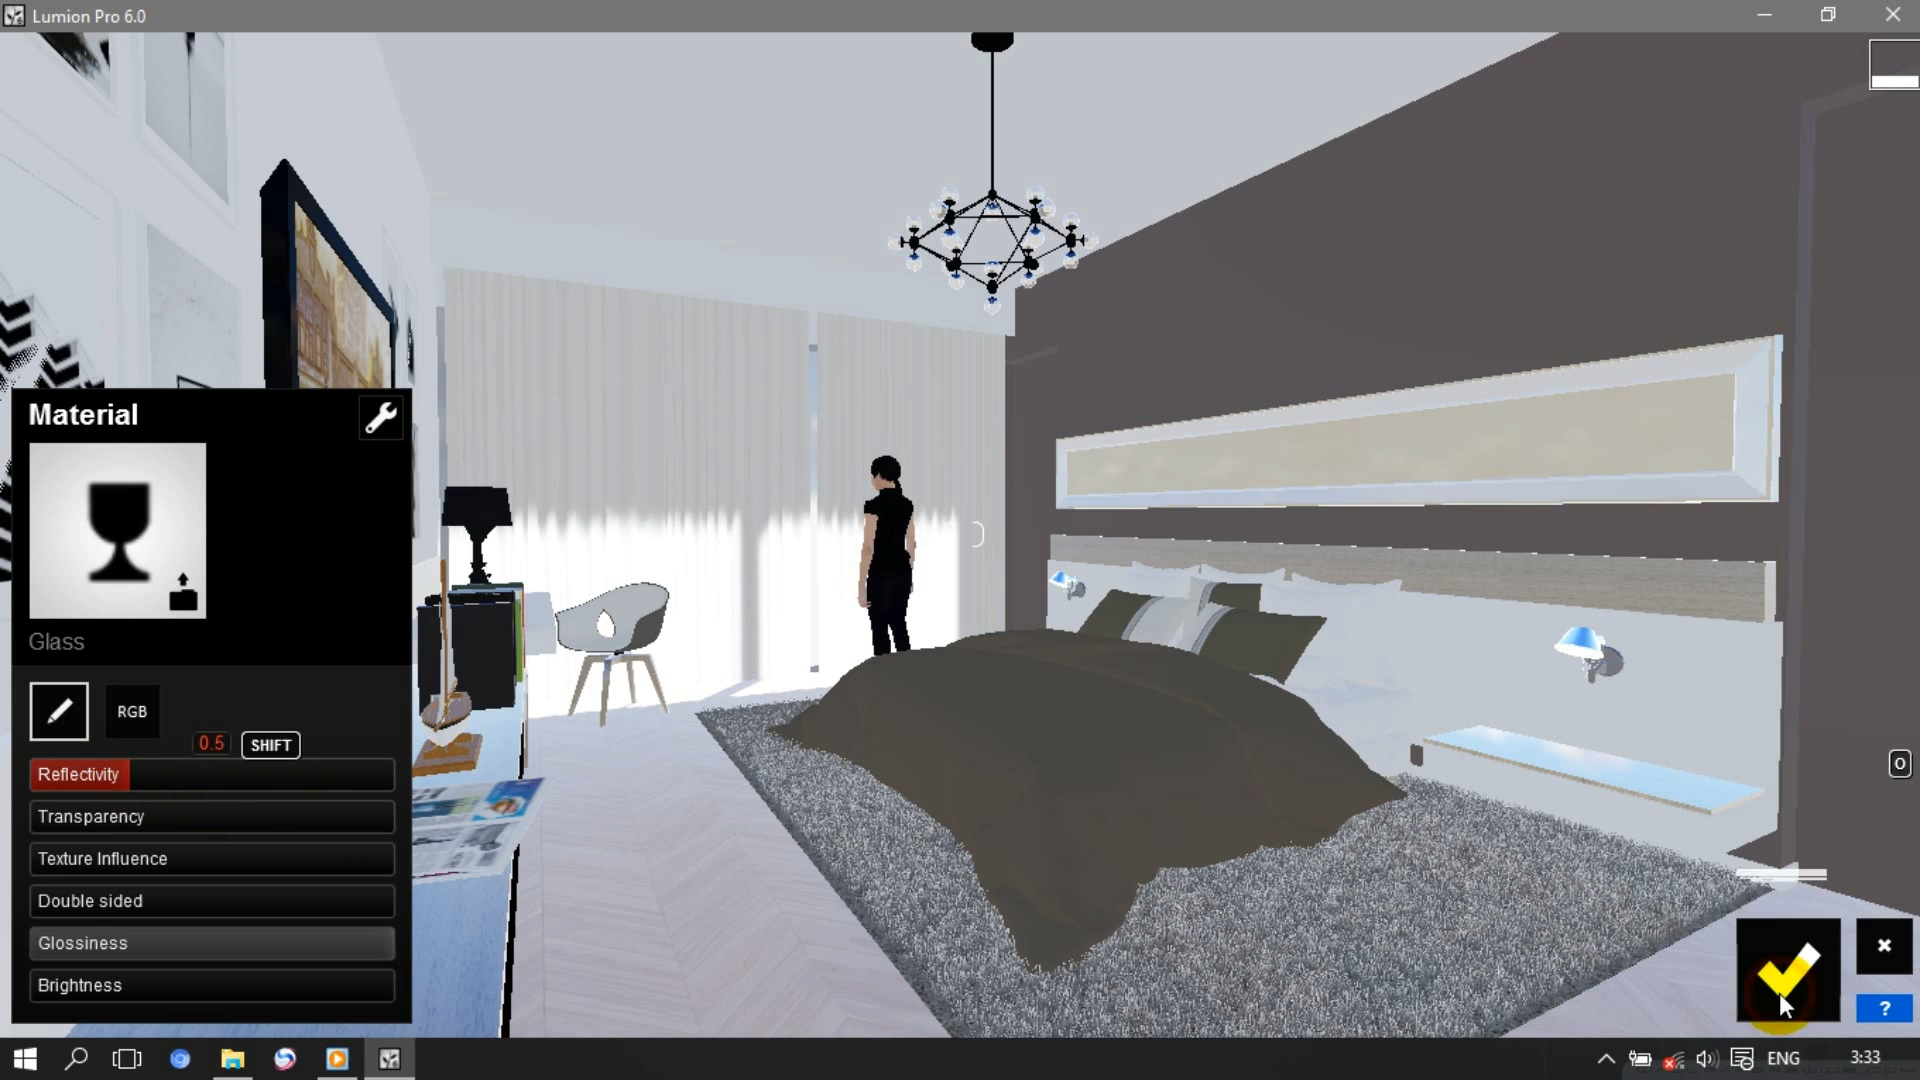 Lumion Pro 6.0
Material
Glass
RGB
0.5 SHIFT
Reflectivity
Transparency
Texture Influence
Double sided
Glossiness
Brightness
O
?
ENG 3:33